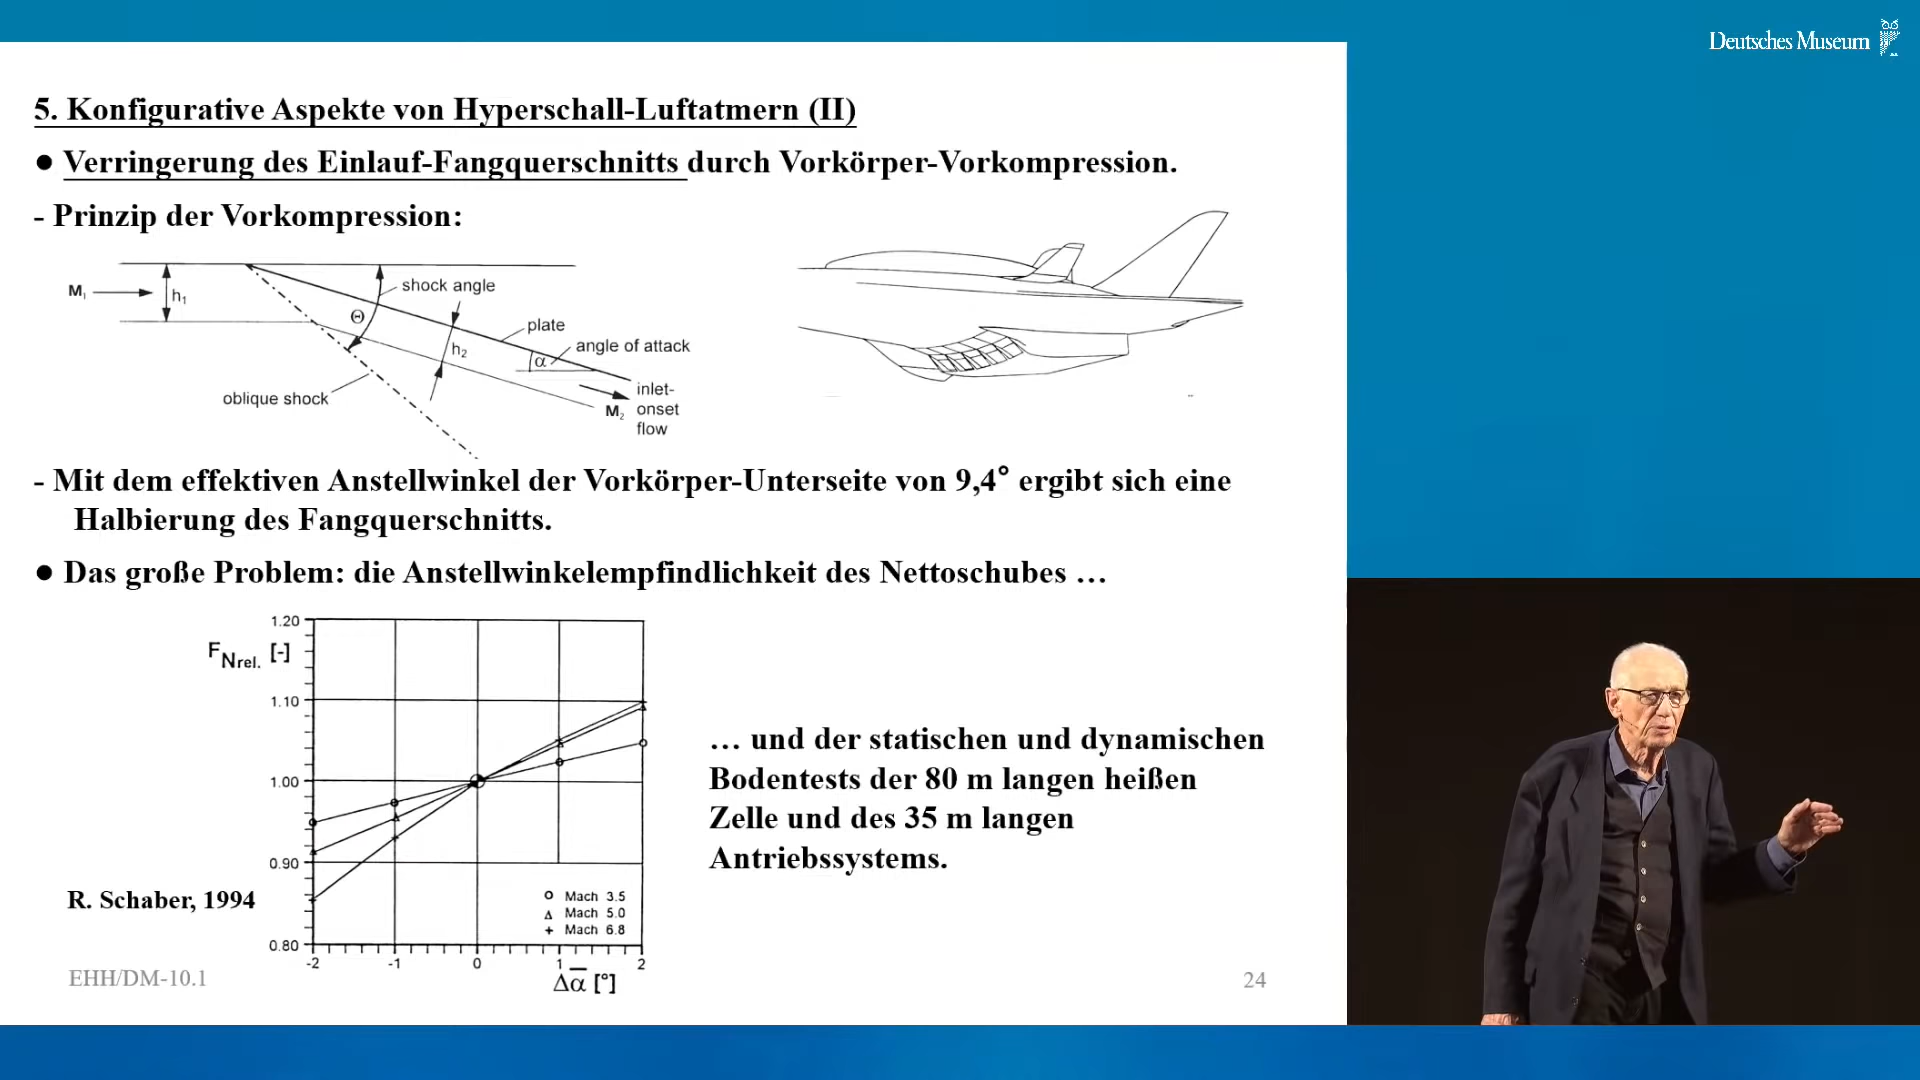 Deutsches Museum
5. Konfigurative Aspekte von Hyperschall-Luftatmern (II)
● Verringerung des Einlauf-Fangquerschnitts durch Vorkörper-Vorkompression.
- Prinzip der Vorkompression:
M1
h1
shock angle
Θ
plate
h2
angle of attack
α
oblique shock
inlet-
M2 onset
flow
- Mit dem effektiven Anstellwinkel der Vorkörper-Unterseite von 9,4° ergibt sich eine
Halbierung des Fangquerschnitts.
● Das große Problem: die Anstellwinkelempfindlichkeit des Nettoschubes …
1.20
FNrel. [-]
1.10
1.00
0.90
0.80
Mach 3.5
Mach 5.0
Mach 6.8
-2 -1 0 1 2
Δα̅ [°]
… und der statischen und dynamischen
Bodentests der 80 m langen heißen
Zelle und des 35 m langen
Antriebssystems.
R. Schaber, 1994
EHH/DM-10.1
24